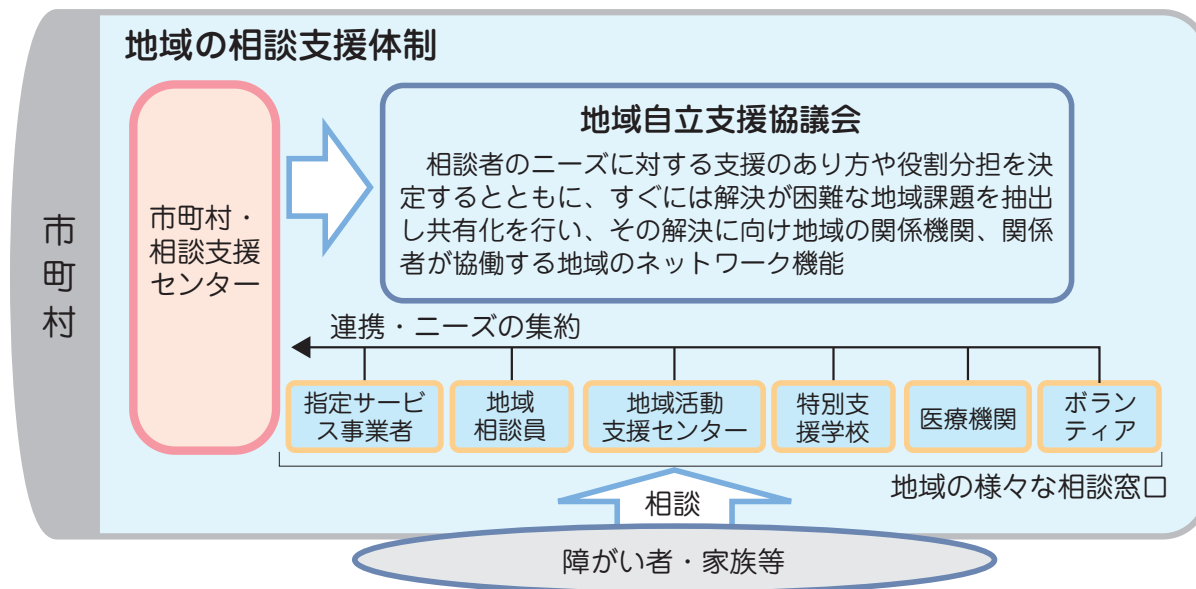 地域の相談支援体制
市
町
村
市町村・
相談支援
センター
地域自立支援協議会
相談者のニーズに対する支援のあり方や役割分担を決
定するとともに、すぐには解決が困難な地域課題を抽出
し共有化を行い、その解決に向け地域の関係機関、関係
者が協働する地域のネットワーク機能
連携・ニーズの集約
指定サービ
ス事業者
地域
相談員
地域活動
支援センター
特別支
援学校
医療機関
ボラン
ティア
地域の様々な相談窓口
相談
障がい者・家族等